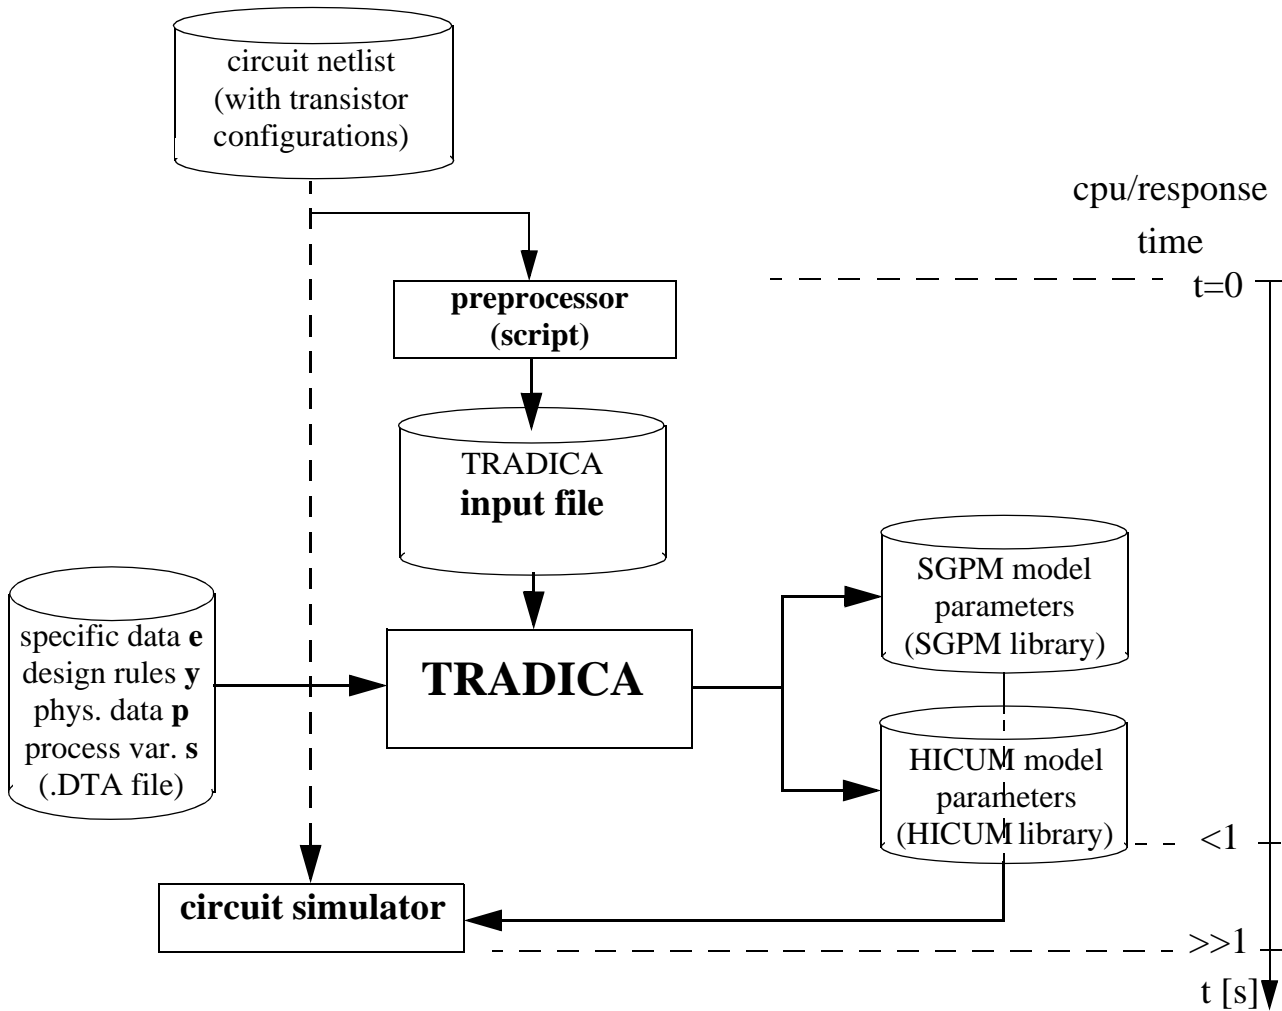 circuit netlist
(with transistor
configurations)
cpu/response
time
t=0
preprocessor
(script)
TRADICA
input file
SGPM model
parameters
(SGPM library)
specific data e
design rules y
phys. data p
process var. s
(.DTA file)
TRADICA
HICUM model
parameters
(HICUM library)
<1
circuit simulator
>>1
t [s]